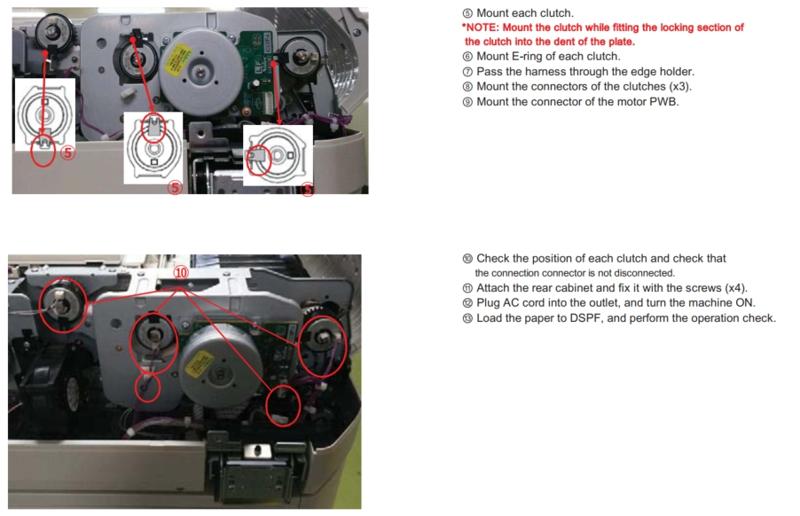 ⑤ Mount each clutch.
*NOTE: Mount the clutch while fitting the locking section of
the clutch into the dent of the plate.
⑥ Mount E-ring of each clutch.
⑦ Pass the harness through the edge holder.
⑧ Mount the connectors of the clutches (x3).
⑨ Mount the connector of the motor PWB.
⑤
⑤
⑤
⑩ Check the position of each clutch and check that
the connection connector is not disconnected.
⑪ Attach the rear cabinet and fix it with the screws (x4).
⑫ Plug AC cord into the outlet, and turn the machine ON.
⑬ Load the paper to DSPF, and perform the operation check.
⑩